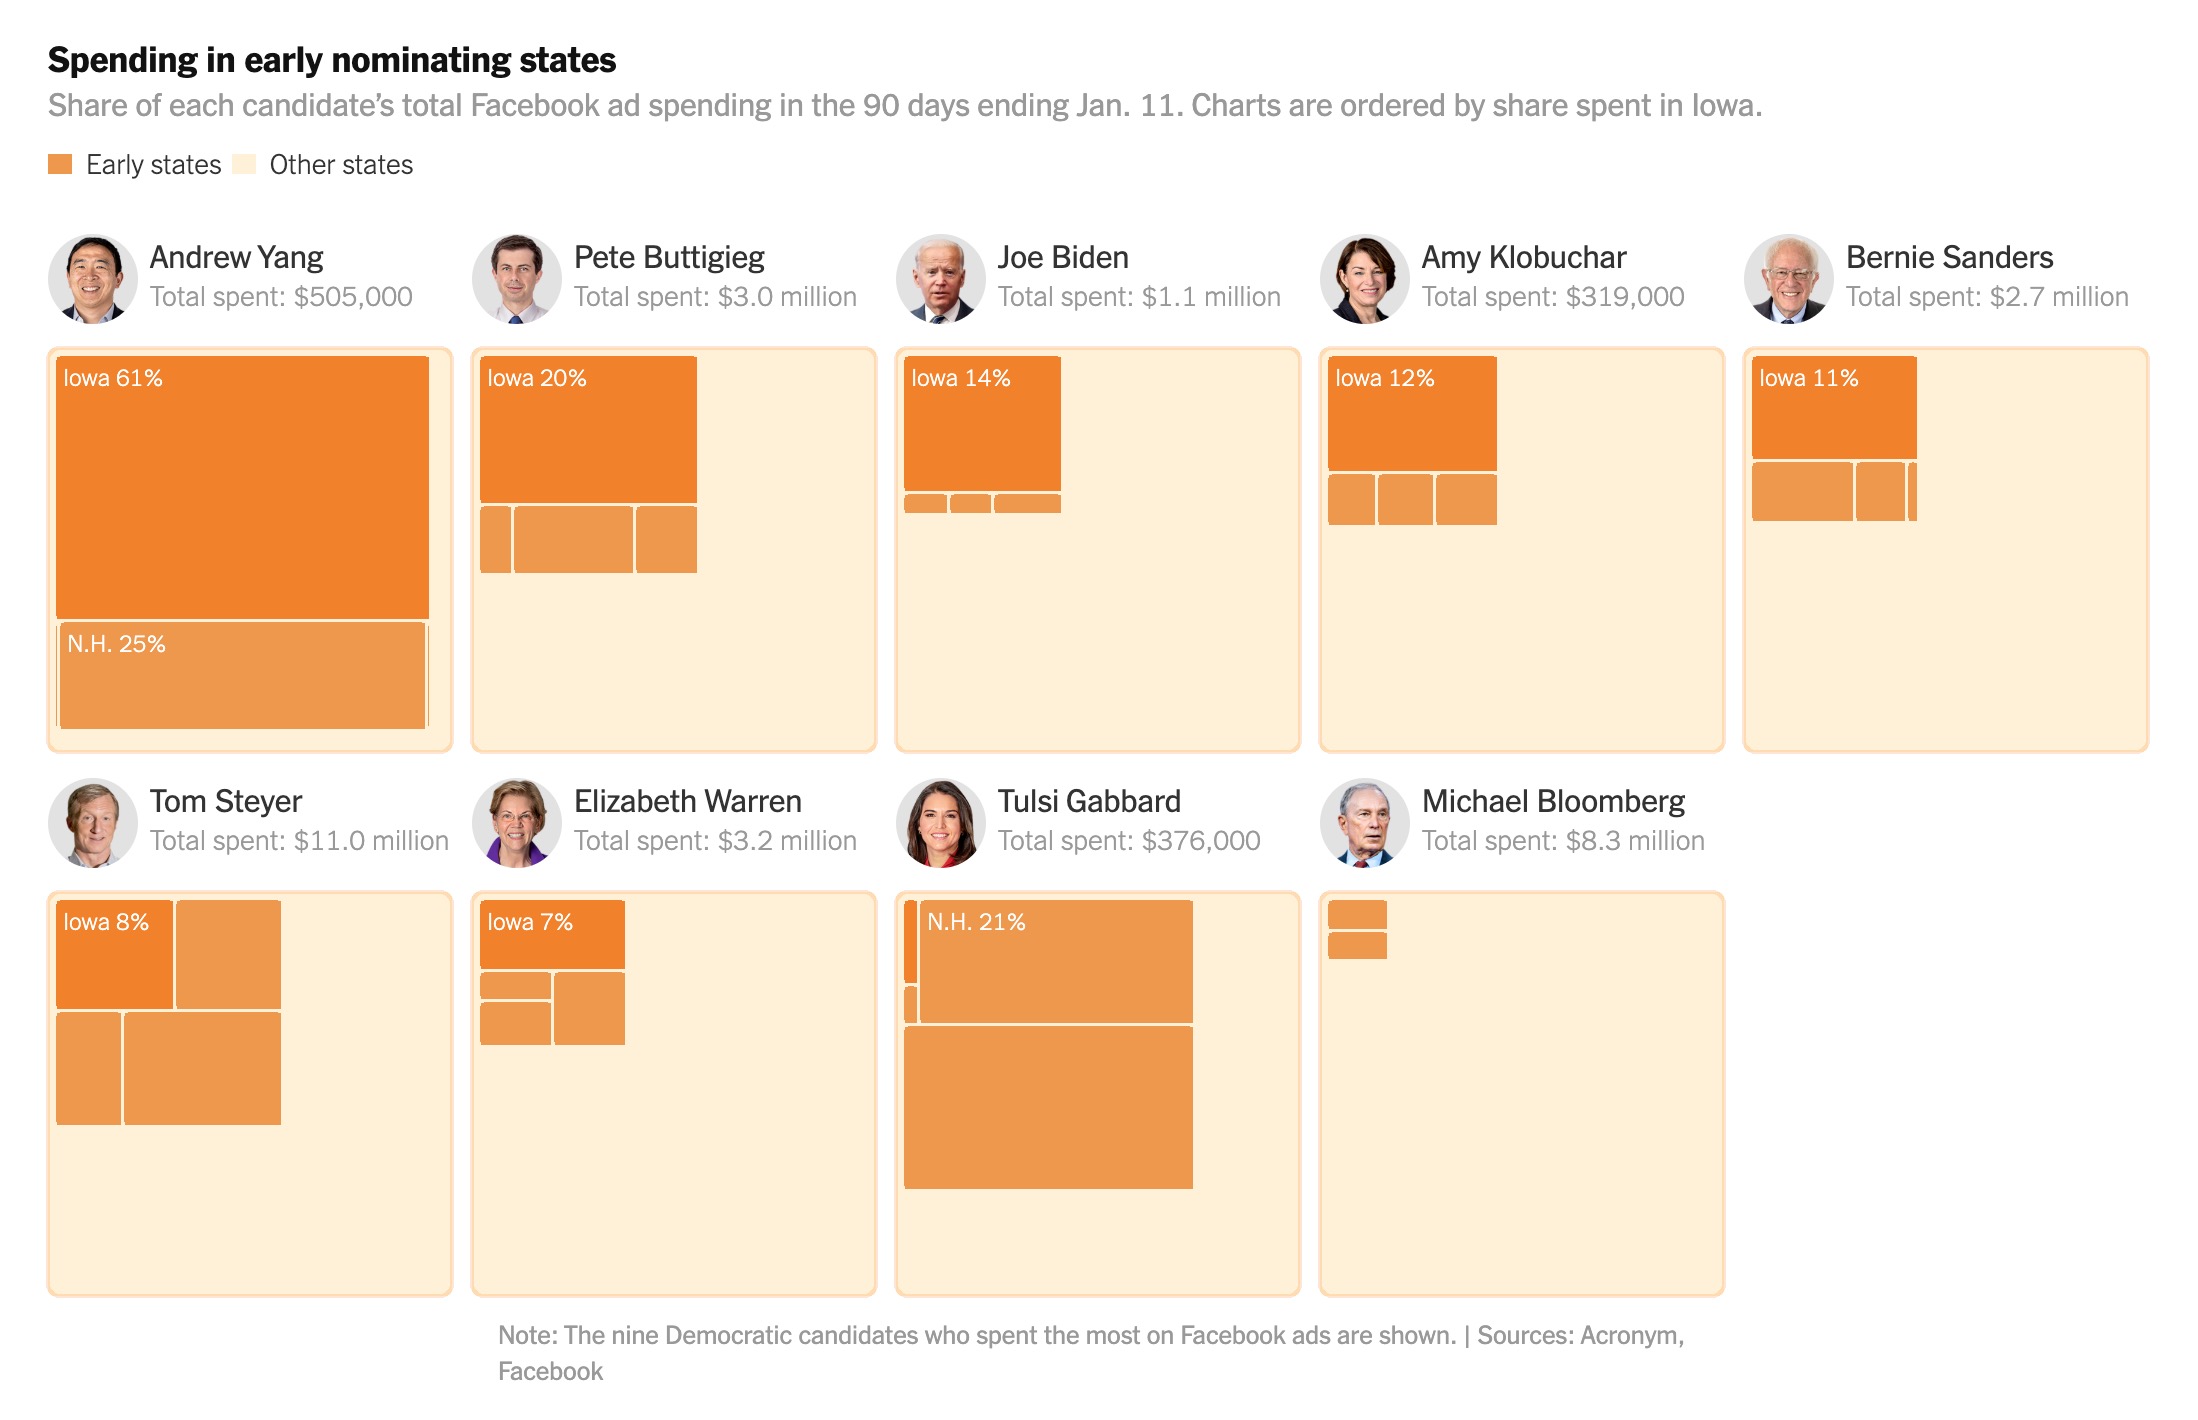 Spending in early nominating states
Share of each candidate’s total Facebook ad spending in the 90 days ending Jan. 11. Charts are ordered by share spent in Iowa.
Early states
Other states
Andrew Yang
Total spent: $505,000
Pete Buttigieg
Total spent: $3.0 million
Joe Biden
Total spent: $1.1 million
Amy Klobuchar
Total spent: $319,000
Bernie Sanders
Total spent: $2.7 million
Iowa 61%
N.H. 25%
Iowa 20%
Iowa 14%
Iowa 12%
Iowa 11%
Tom Steyer
Total spent: $11.0 million
Elizabeth Warren
Total spent: $3.2 million
Tulsi Gabbard
Total spent: $376,000
Michael Bloomberg
Total spent: $8.3 million
Iowa 8%
Iowa 7%
N.H. 21%
Note: The nine Democratic candidates who spent the most on Facebook ads are shown. | Sources: Acronym,
Facebook